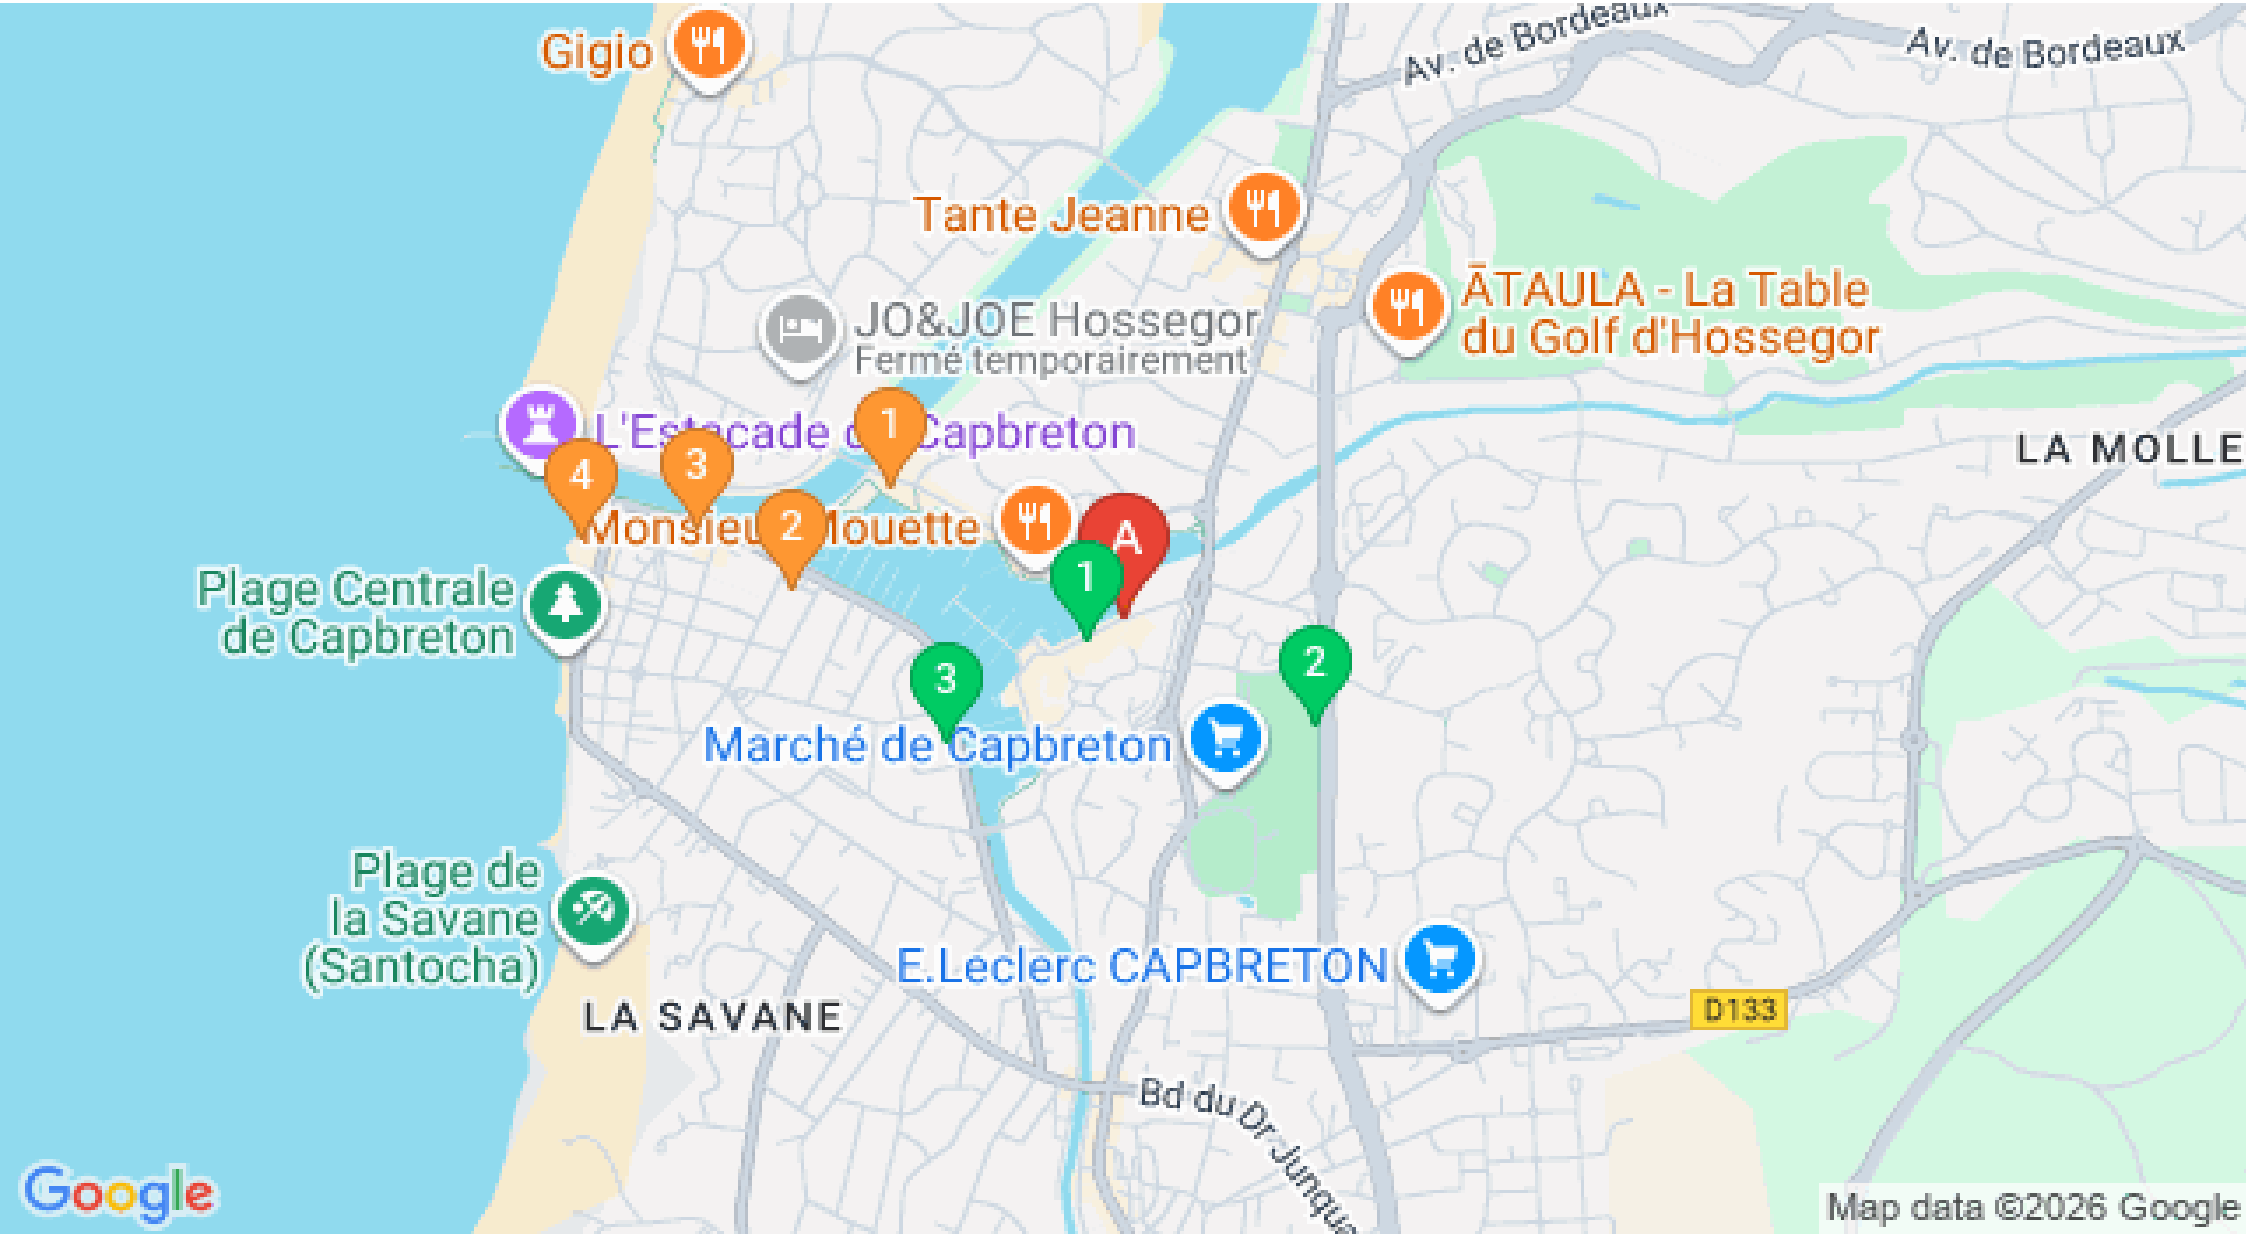 Gigio
Av. de Bordeaux
Av. de Bordeaux
Tante Jeanne
ĀTAULA - La Table
du Golf d'Hossegor
JO&JOE Hossegor
Fermé temporairement
L'Estacade de Capbreton
1
3
4
LA MOLLE
Monsieur Mouette
2
A
1
Plage Centrale
de Capbreton
2
3
Marché de Capbreton
Plage de
la Savane
(Santocha)
E.Leclerc CAPBRETON
LA SAVANE
D133
Bd du Dr Junqua
Google
Map data ©2026 Google